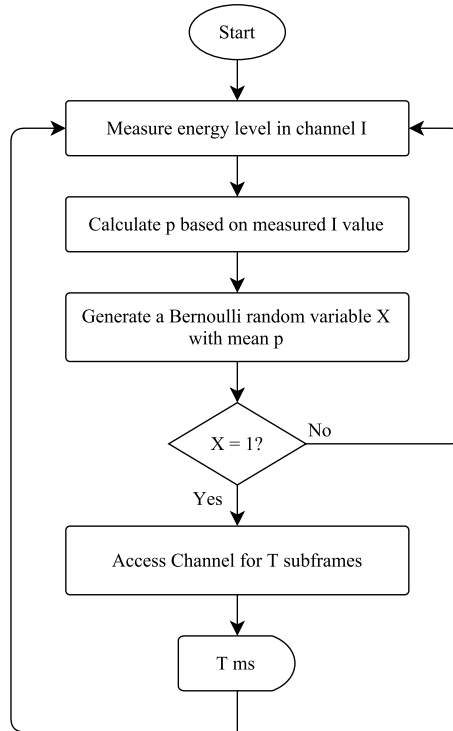 Start
Measure energy level in channel I
Calculate p based on measured I value
Generate a Bernoulli random variable X
with mean p
X = 1?
No
Yes
Access Channel for T subframes
T ms